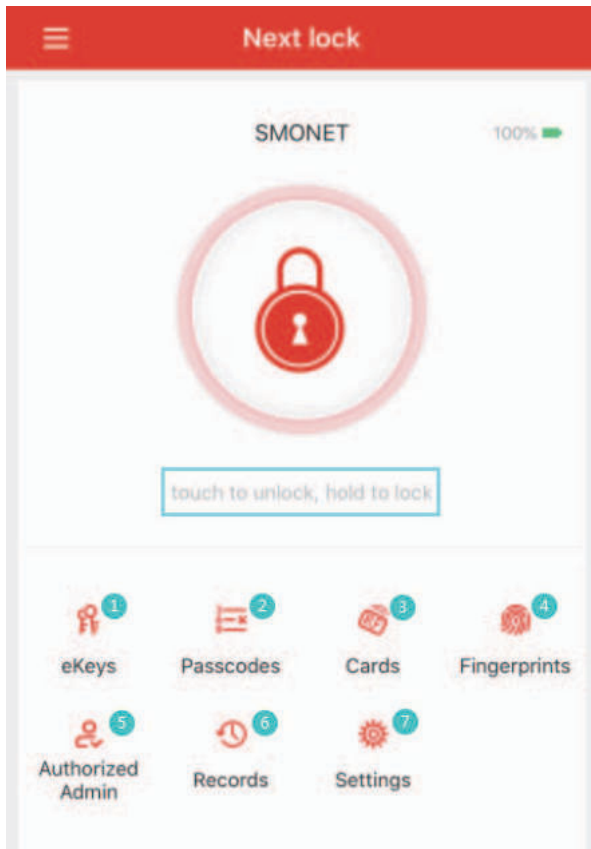 Next lock
SMONET 100%
touch to unlock, hold to lock
1 2 3 4
eKeys Passcodes Cards Fingerprints
5 6 7
Authorized Admin Records Settings